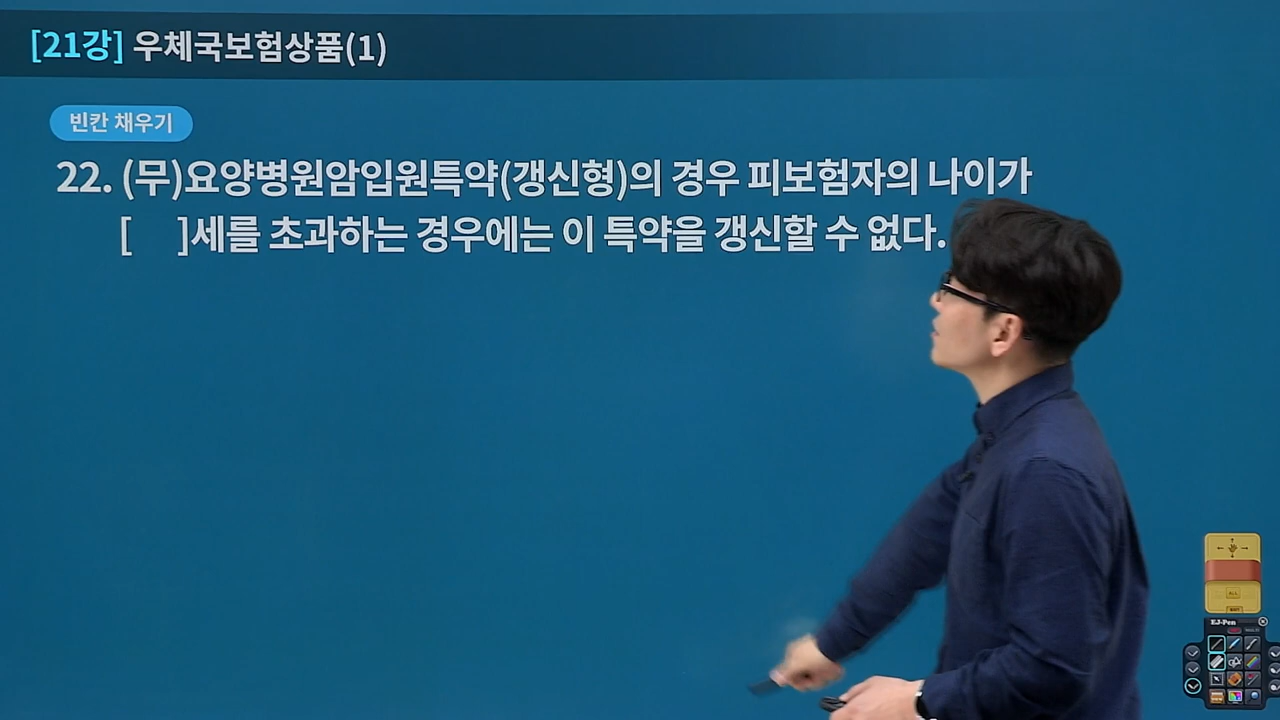 [21강] 우체국보험상품(1)
빈칸 채우기
22. (무)요양병원암입원특약(갱신형)의 경우 피보험자의 나이가
[ ]세를 초과하는 경우에는 이 특약을 갱신할 수 없다.
EJ-Pen